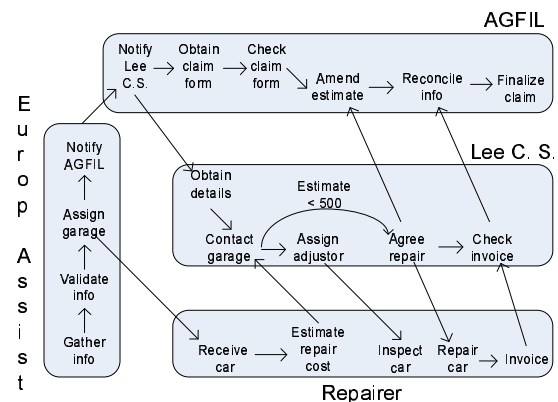 AGFIL
Notify
Lee
C.S.
Obtain
claim
form
Check
claim
form
Amend
estimate
Reconcile
info
Finalize
claim
Europ Assist
Notify
AGFIL
Assign
garage
Validate
info
Gather
info
Lee C. S.
Obtain
details
Estimate
< 500
Contact
garage
Assign
adjustor
Agree
repair
Check
invoice
Receive
car
Estimate
repair
cost
Inspect
car
Repair
car
Invoice
Repairer